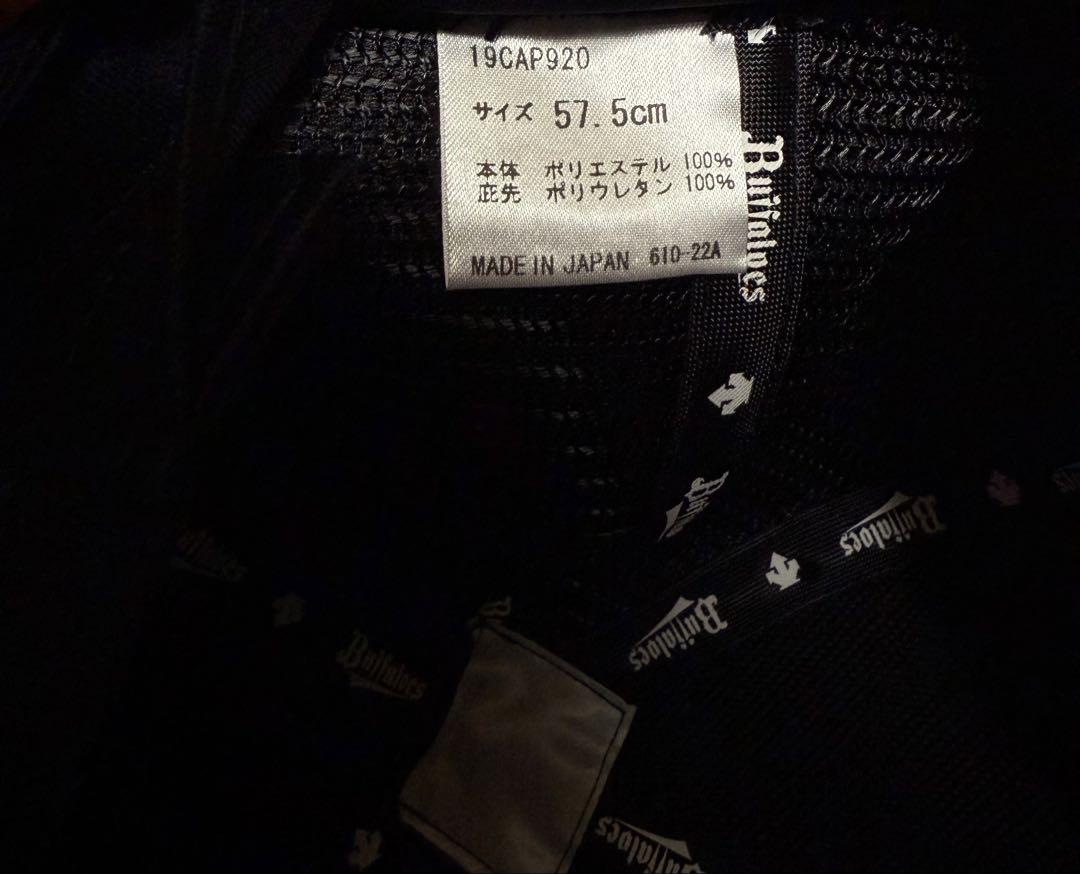 19CAP920
サイズ 57.5cm
本体 ポリエステル 100%
庇先 ポリウレタン 100%
MADE IN JAPAN 610-22A
Buffaloes
Buffaloes
Buffaloes
Buffaloes
Buffaloes